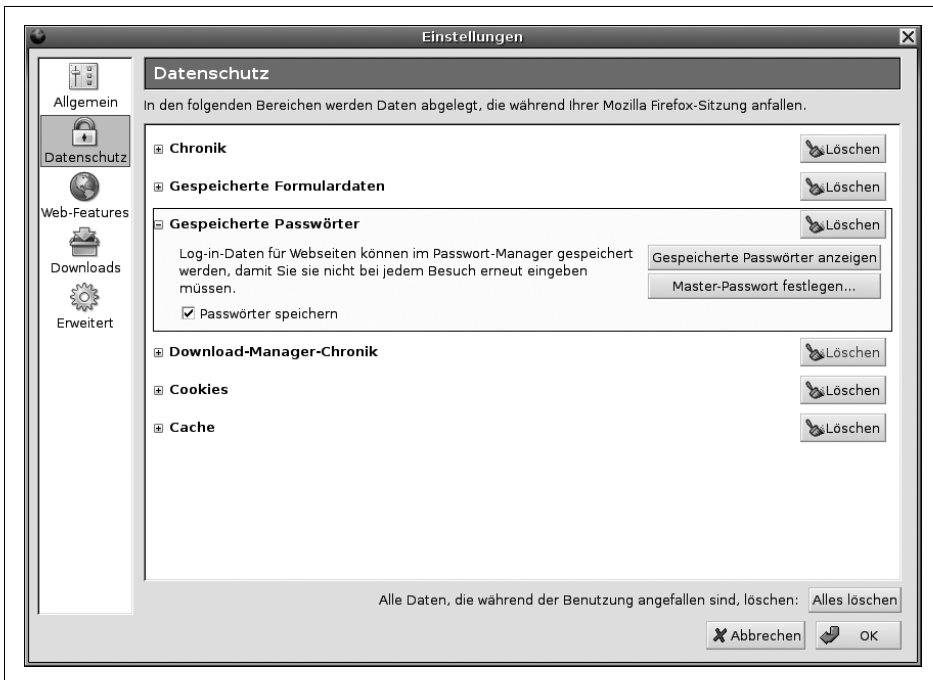 Einstellungen
Allgemein
Datenschutz
Web-Features
Downloads
Erweitert
Datenschutz
In den folgenden Bereichen werden Daten abgelegt, die während Ihrer Mozilla Firefox-Sitzung anfallen.
Chronik Löschen
Gespeicherte Formulardaten Löschen
Gespeicherte Passwörter Löschen
Log-in-Daten für Webseiten können im Passwort-Manager gespeichert
werden, damit Sie sie nicht bei jedem Besuch erneut eingeben
müssen.
Gespeicherte Passwörter anzeigen
Master-Passwort festlegen...
Passwörter speichern
Download-Manager-Chronik Löschen
Cookies Löschen
Cache Löschen
Alle Daten, die während der Benutzung angefallen sind, löschen: Alles löschen
Abbrechen OK